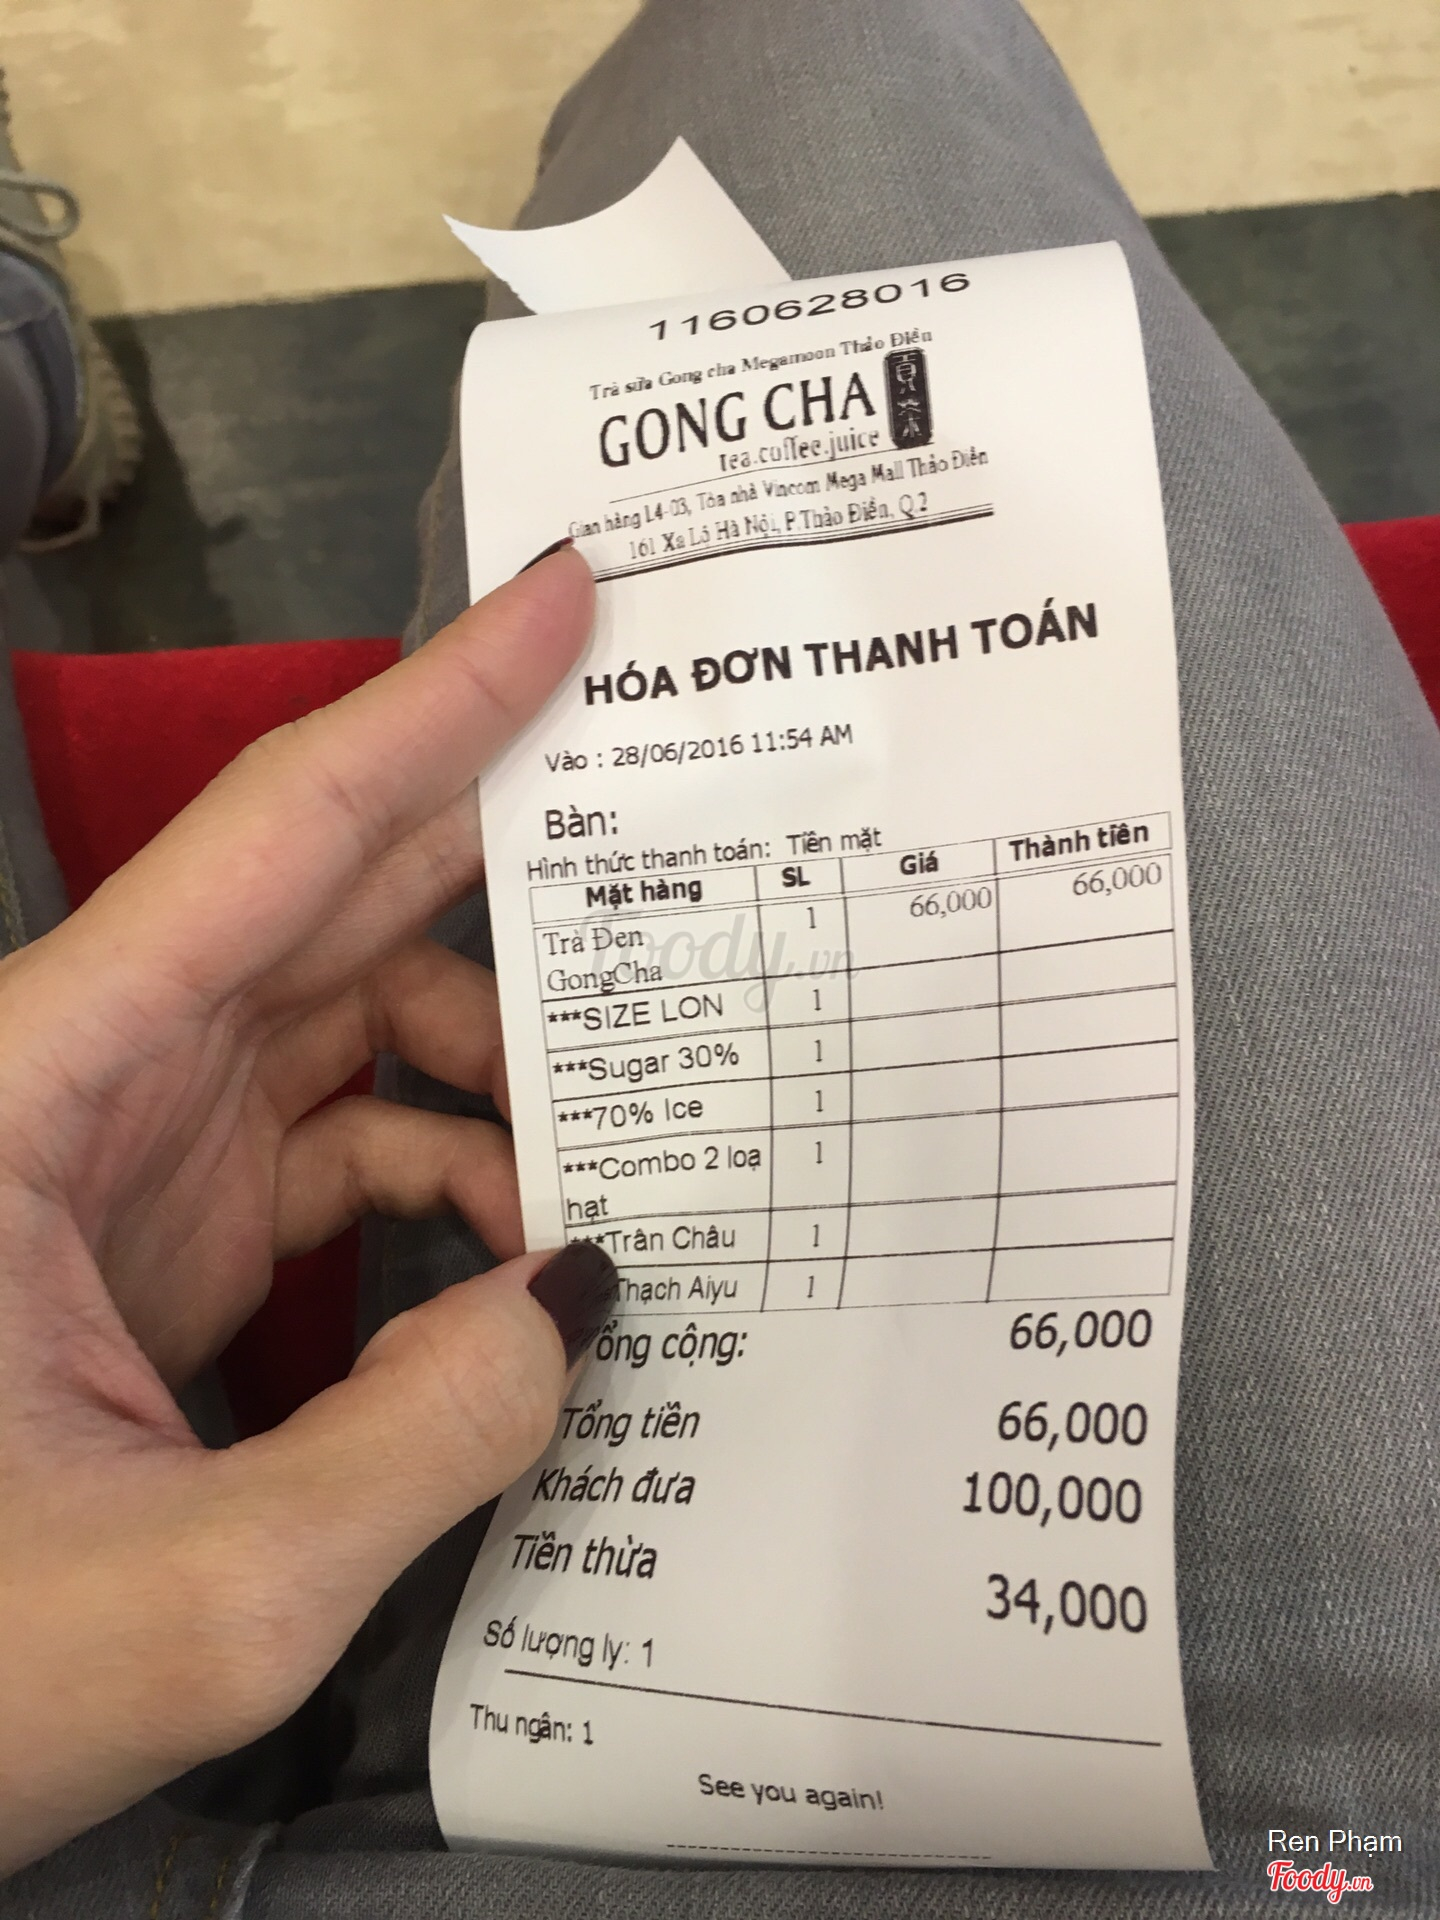 1160628016
Trà sữa Gong cha Megamoon Thảo Điền
GONG CHA
貢茶
tea.coffee.juice
Gian hàng L4-03, Tòa nhà Vincom Mega Mall Thảo Điền
161 Xa Lộ Hà Nội, P.Thảo Điền, Q.2
HÓA ĐƠN THANH TOÁN
Vào : 28/06/2016 11:54 AM
Bàn:
Hình thức thanh toán: Tiền mặt
Mặt hàng SL Giá Thành tiền
Trà Đen 1 66,000 66,000
GongCha
***SIZE LON 1
***Sugar 30% 1
***70% Ice 1
***Combo 2 loạ 1
hạt
***Trân Châu 1
Thạch Aiyu 1
ổng cộng: 66,000
Tổng tiền 66,000
Khách đưa 100,000
Tiền thừa 34,000
Số lượng ly: 1
Thu ngân: 1
See you again!
Foody.vn
Ren Phạm
Foody.vn